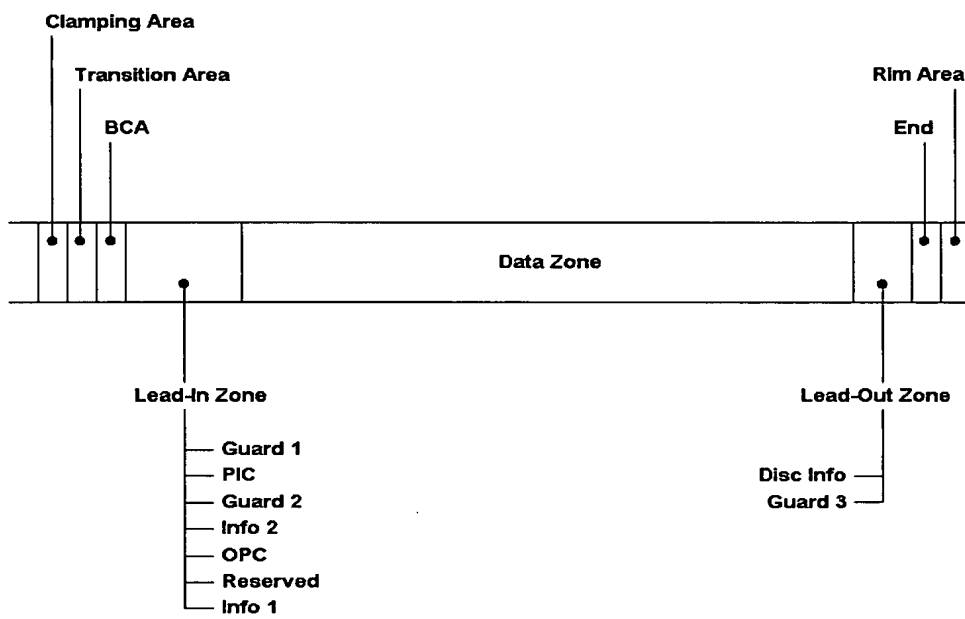 Clamping Area
Transition Area
Rim Area
BCA
End
Data Zone
Lead-In Zone
Lead-Out Zone
Guard 1
PIC
Guard 2
Info 2
OPC
Reserved
Info 1
Disc Info
Guard 3